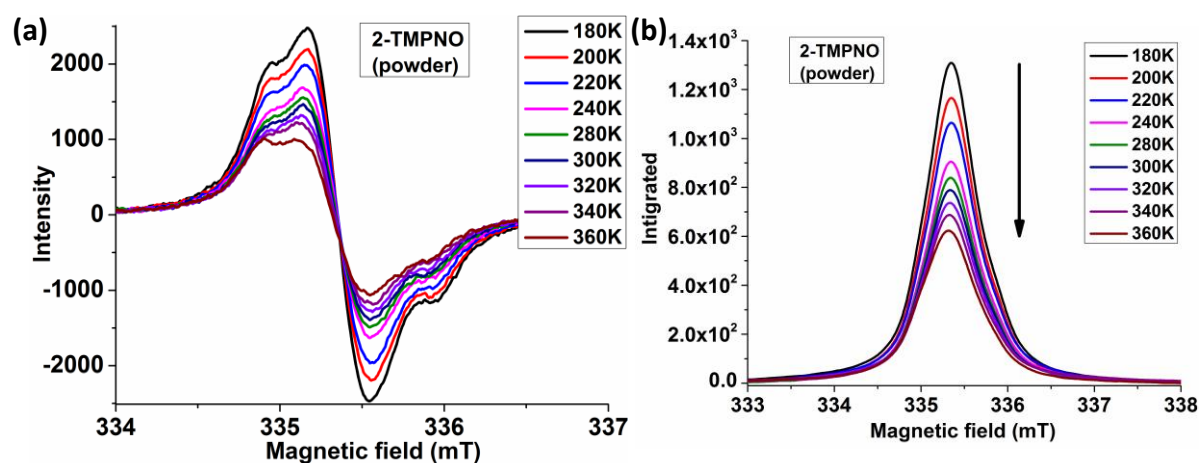 (a)
2-TMPNO
(powder)
180K
200K
220K
240K
280K
300K
320K
340K
360K
2000
1000
0
-1000
-2000
Intensity
334
335
336
337
Magnetic field (mT)
(b)
2-TMPNO
(powder)
180K
200K
220K
240K
280K
300K
320K
340K
360K
1.4x10³
1.2x10³
1.0x10³
8.0x10²
6.0x10²
4.0x10²
2.0x10²
0.0
Intigrated
333
334
335
336
337
338
Magnetic field (mT)